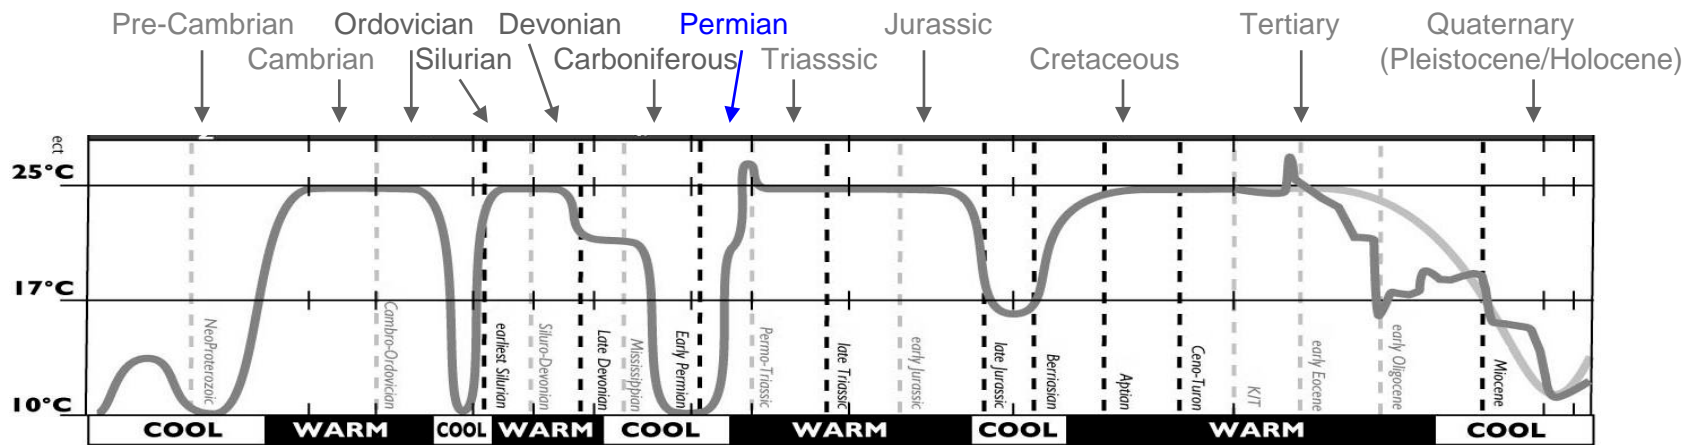 Pre-Cambrian Ordovician Devonian Permian Jurassic Tertiary Quaternary
Cambrian Silurian Carboniferous Triasssic Cretaceous (Pleistocene/Holocene)
ect
25°C
17°C
10°C
NeoProterozoic
Cambro-Ordovician
earliest Silurian
Siluro-Devonian
Late Devonian
Mississippian
Early Permian
Permo-Triassic
late Triassic
early Jurassic
late Jurassic
Berriasian
Aptian
Ceno-Turon
K/T
early Eocene
early Oligocene
Miocene
COOL WARM COOL WARM COOL WARM COOL WARM COOL